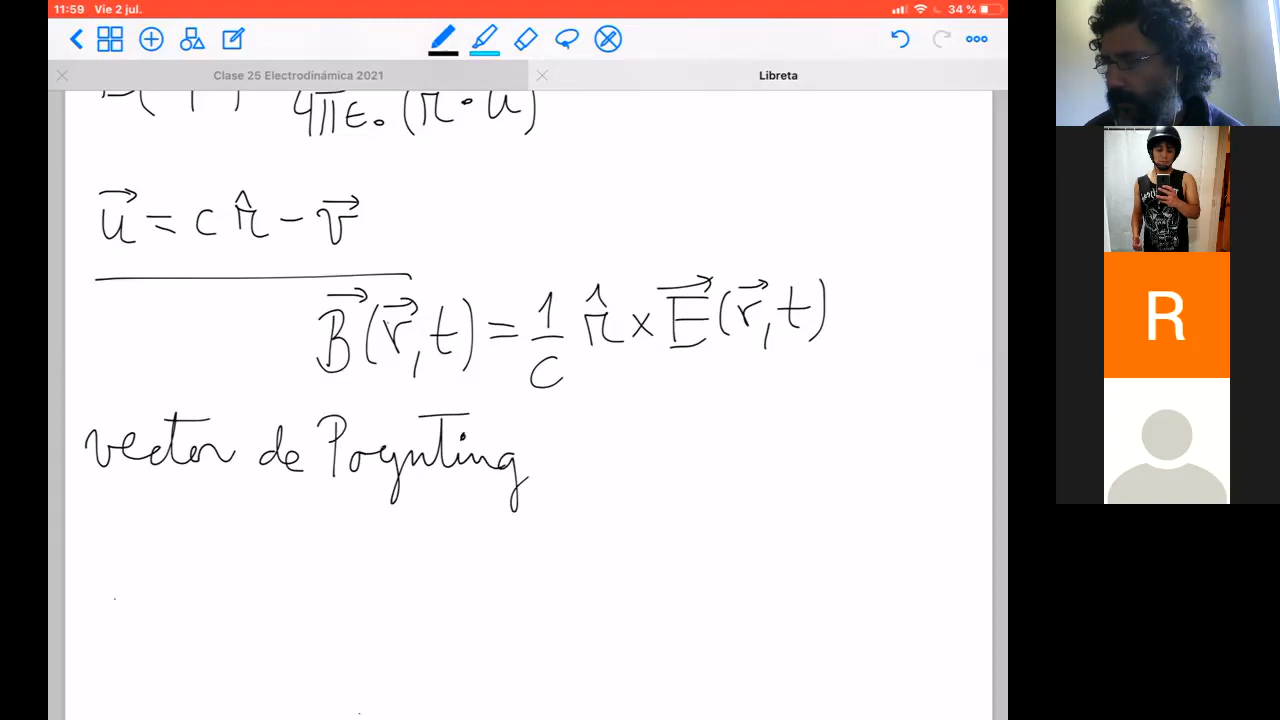 11:59 Vie 2 jul. 34 %
Clase 25 Electrodinámica 2021 Libreta
4πε₀ (𝓇 · u)
u⃗ = c 𝓇̂ − v⃗
B⃗(r⃗, t) = 1/c 𝓇̂ × E⃗(r⃗, t)
vector de Poynting
R